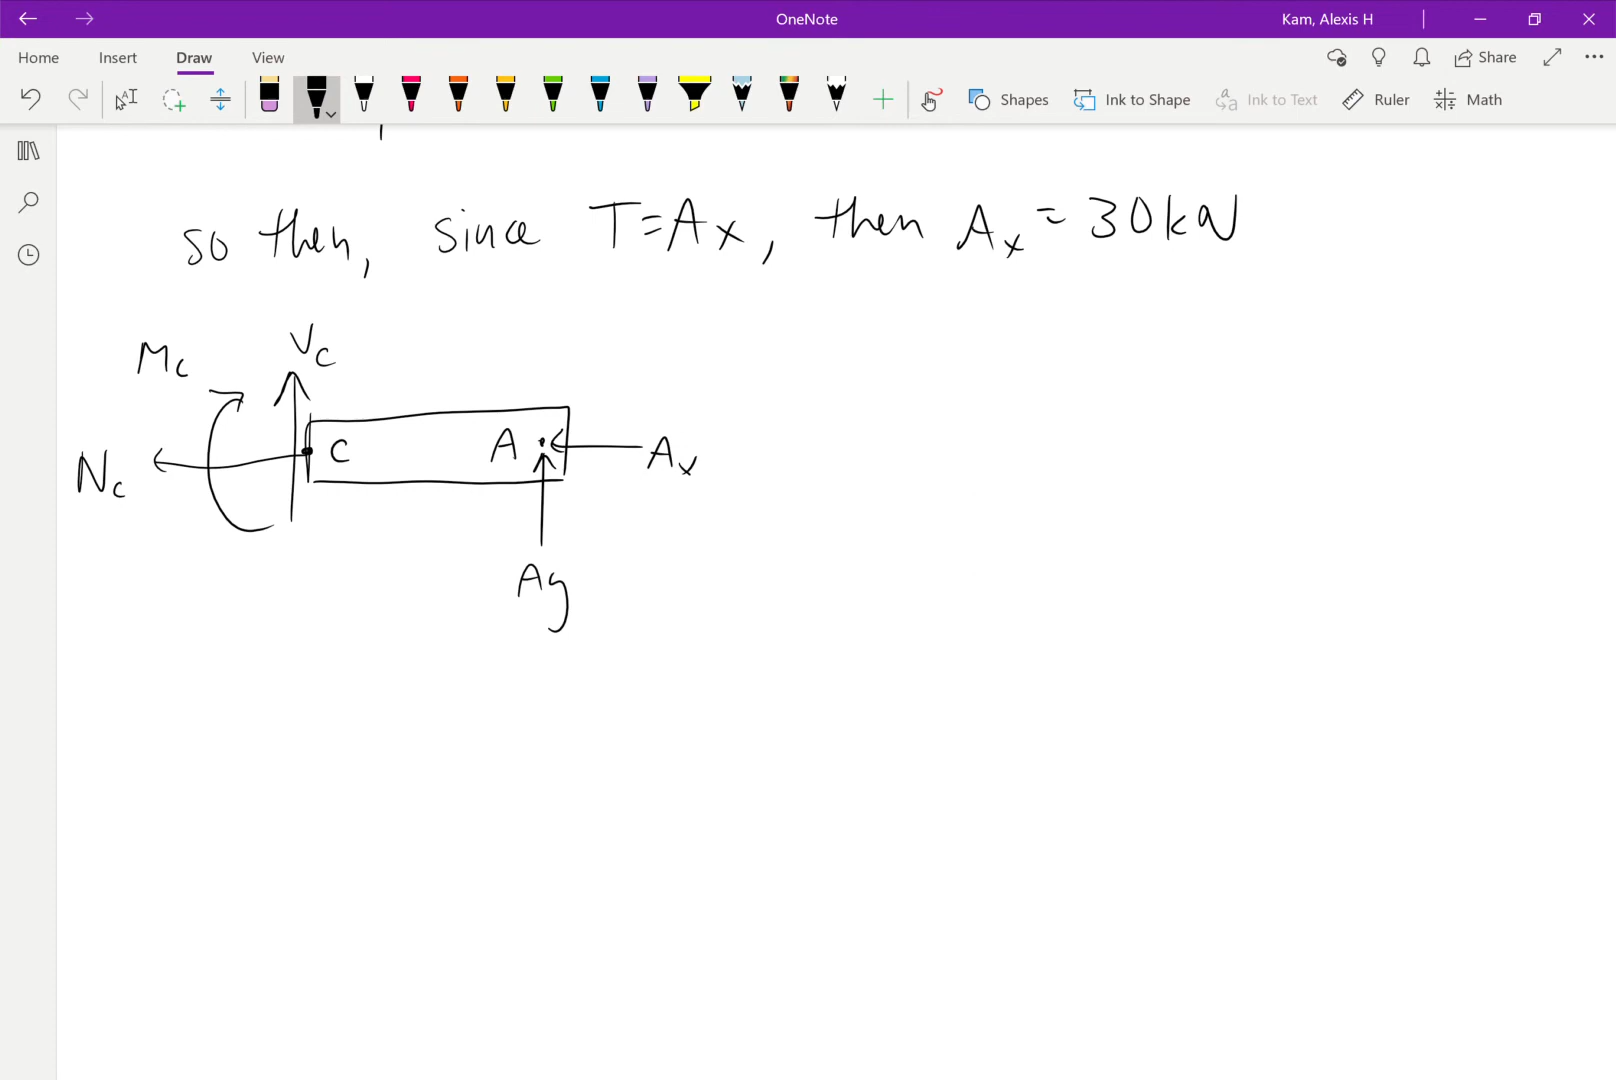 OneNote
Kam, Alexis H
Home Insert Draw View Share
Shapes Ink to Shape Ink to Text Ruler Math
so then, since T=Ax, then Ax = 30kN
Mc Vc
Nc C A Ax
Ay